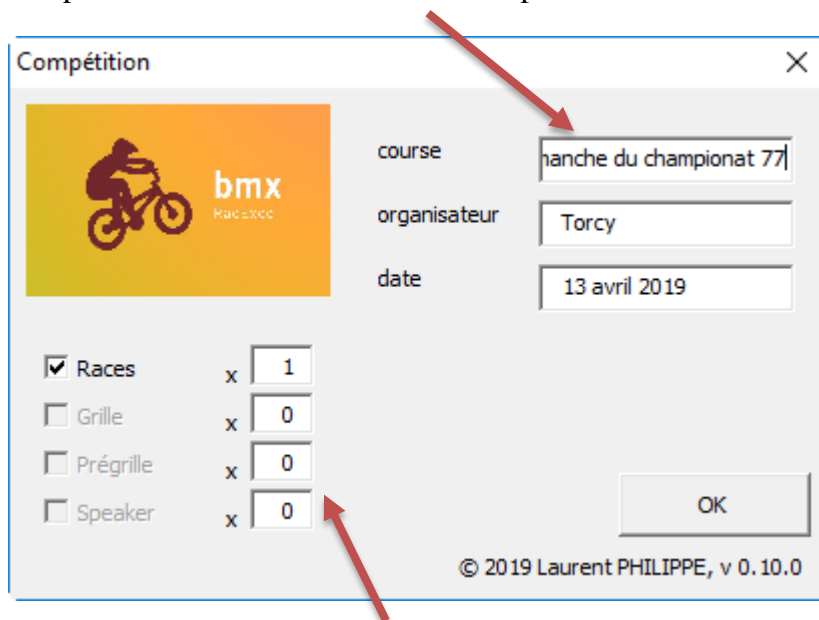 Compétition
bmx
course
hanche du championat 77
organisateur
Torcy
date
13 avril 2019
Races x 1
Grille x 0
Prégrille x 0
Speaker x 0
OK
© 2019 Laurent PHILIPPE, v 0.10.0